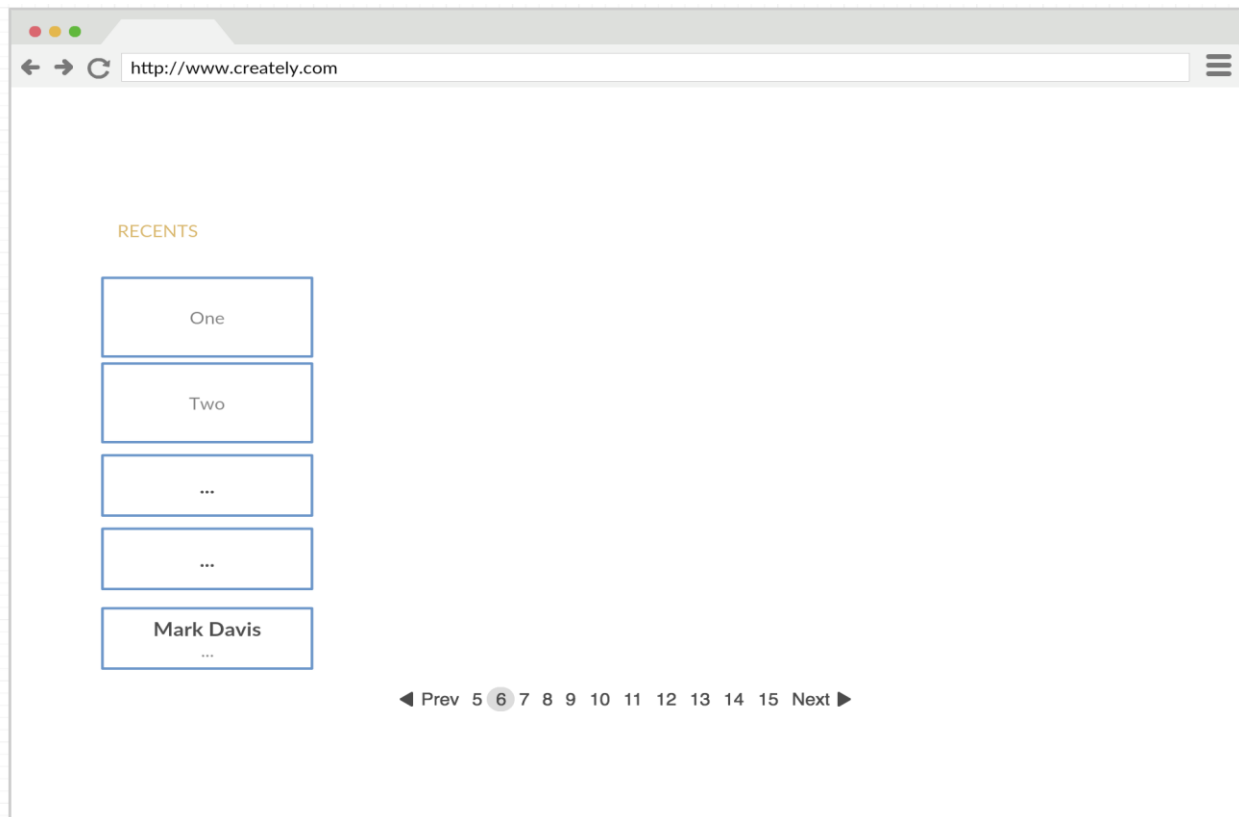 http://www.creately.com
RECENTS
One
Two
...
...
Mark Davis
...
Prev 5 6 7 8 9 10 11 12 13 14 15 Next